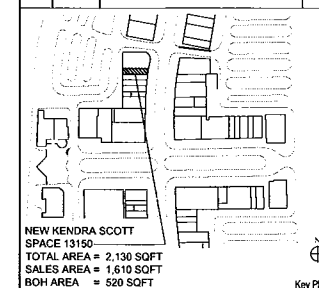 NEW KENDRA SCOTT
SPACE 13150
TOTAL AREA = 2,130 SQFT
SALES AREA = 1,610 SQFT
BOH AREA = 520 SQFT
N
Key Pl